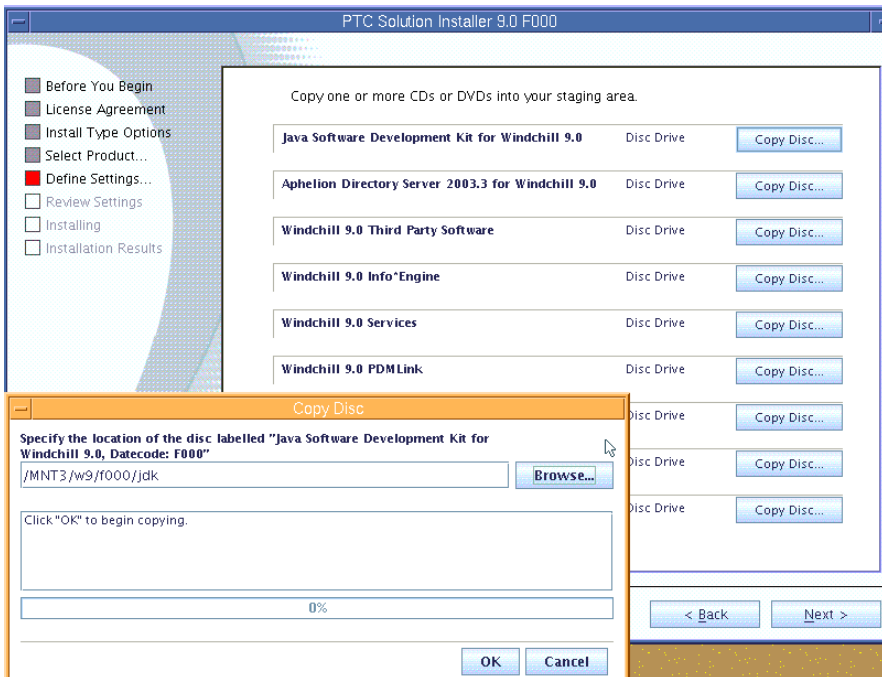 PTC Solution Installer 9.0 F000
Before You Begin
License Agreement
Install Type Options
Select Product...
Define Settings...
Review Settings
Installing
Installation Results
Copy one or more CDs or DVDs into your staging area.
Java Software Development Kit for Windchill 9.0 Disc Drive Copy Disc...
Aphelion Directory Server 2003.3 for Windchill 9.0 Disc Drive Copy Disc...
Windchill 9.0 Third Party Software Disc Drive Copy Disc...
Windchill 9.0 Info*Engine Disc Drive Copy Disc...
Windchill 9.0 Services Disc Drive Copy Disc...
Windchill 9.0 PDMLink Disc Drive Copy Disc...
Disc Drive Copy Disc...
Disc Drive Copy Disc...
Disc Drive Copy Disc...
< Back Next >
Copy Disc
Specify the location of the disc labelled "Java Software Development Kit for
Windchill 9.0, Datecode: F000"
/MNT3/w9/f000/jdk Browse...
Click "OK" to begin copying.
0%
OK Cancel